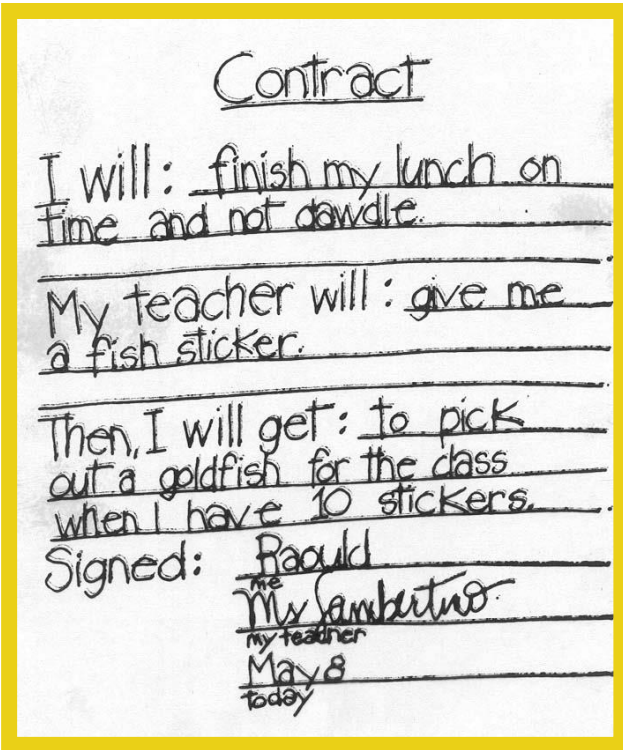 Contract
I will: finish my lunch on
time and not dawdle.
My teacher will: give me
a fish sticker.
Then, I will get: to pick
out a goldfish for the class
when I have 10 stickers.
Signed: Raould
me
Mr Lambertino
my teacher
May 8
today